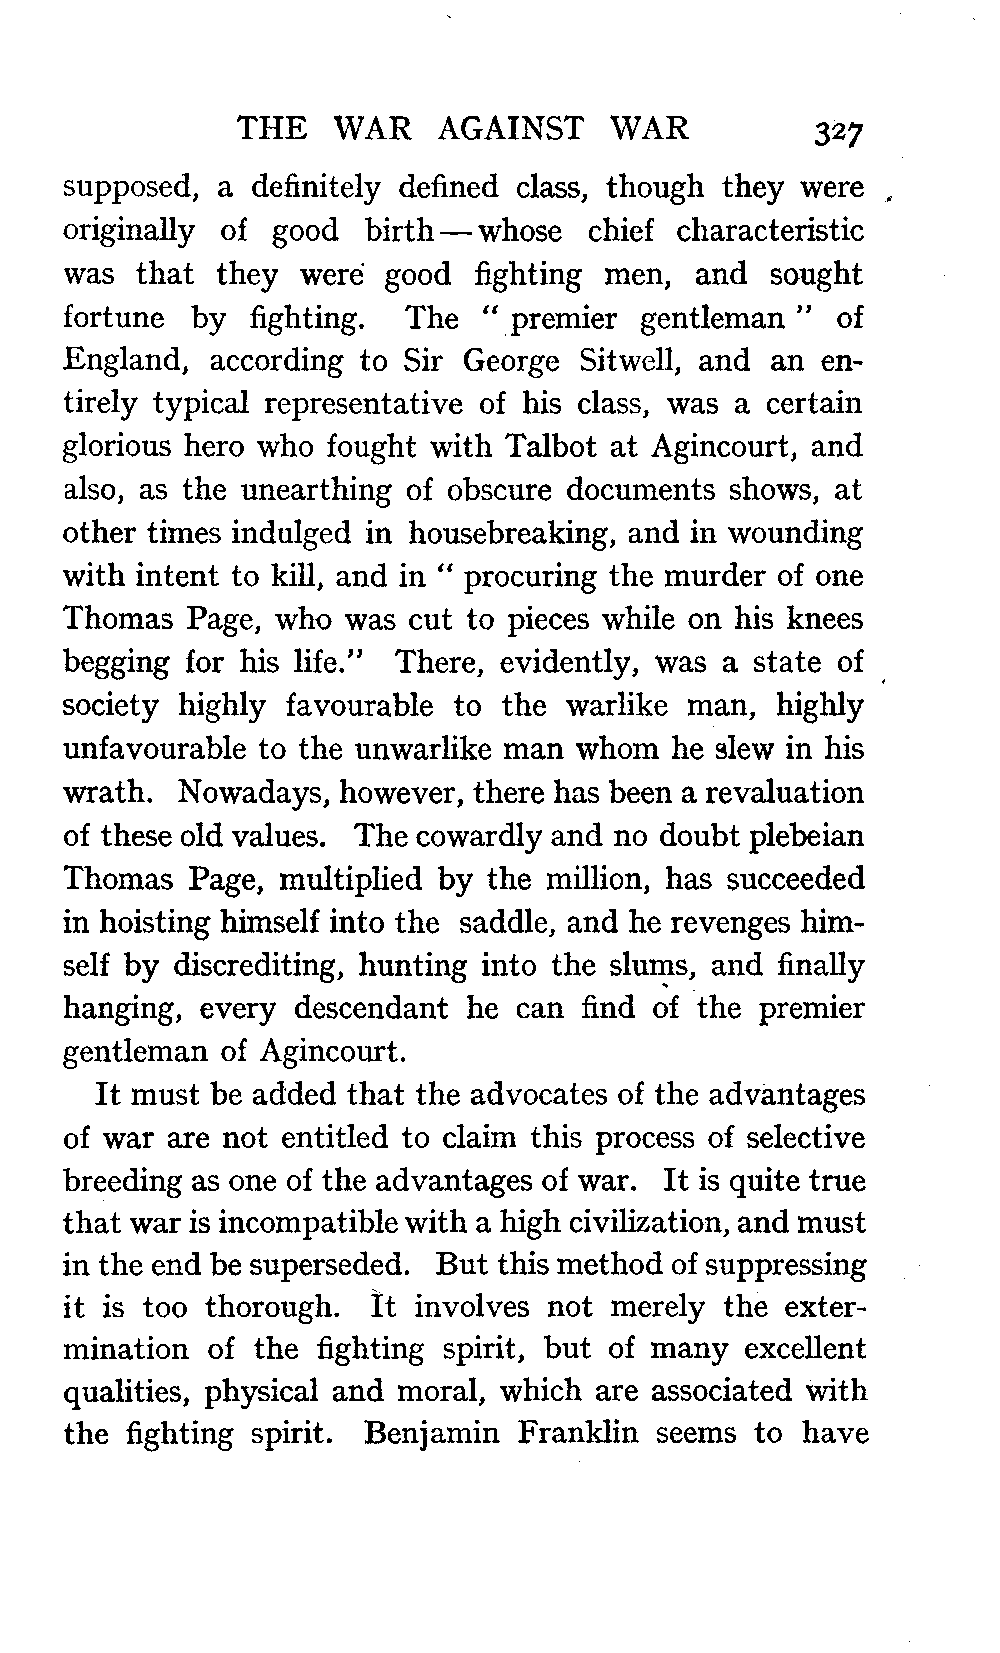 THE WAR AGAINST WAR 327
supposed, a definitely defined class, though they were
originally of good birth — whose chief characteristic
was that they were good fighting men, and sought
fortune by fighting. The " premier gentleman " of
England, according to Sir George Sitwell, and an en-
tirely typical representative of his class, was a certain
glorious hero who fought with Talbot at Agincourt, and
also, as the unearthing of obscure documents shows, at
other times indulged in housebreaking, and in wounding
with intent to kill, and in " procuring the murder of one
Thomas Page, who was cut to pieces while on his knees
begging for his life." There, evidently, was a state of
society highly favourable to the warlike man, highly
unfavourable to the unwarlike man whom he slew in his
wrath. Nowadays, however, there has been a revaluation
of these old values. The cowardly and no doubt plebeian
Thomas Page, multiplied by the million, has succeeded
in hoisting himself into the saddle, and he revenges him-
self by discrediting, hunting into the slums, and finally
hanging, every descendant he can find of the premier
gentleman of Agincourt.
It must be added that the advocates of the advantages
of war are not entitled to claim this process of selective
breeding as one of the advantages of war. It is quite true
that war is incompatible with a high civilization, and must
in the end be superseded. But this method of suppressing
it is too thorough. It involves not merely the exter-
mination of the fighting spirit, but of many excellent
qualities, physical and moral, which are associated with
the fighting spirit. Benjamin Franklin seems to have